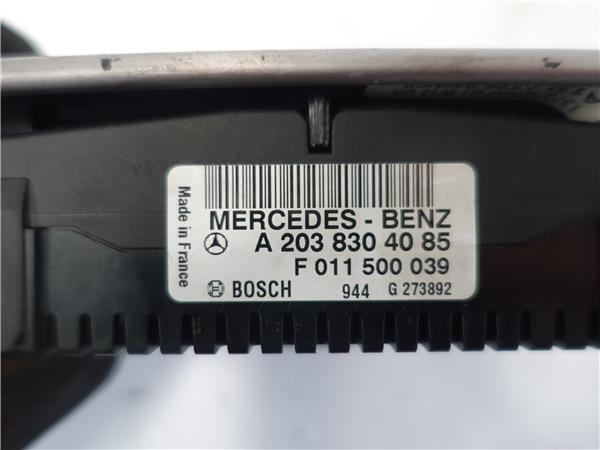 Made in France
MERCEDES - BENZ
A 203 830 40 85
F 011 500 039
BOSCH 944 G 273892